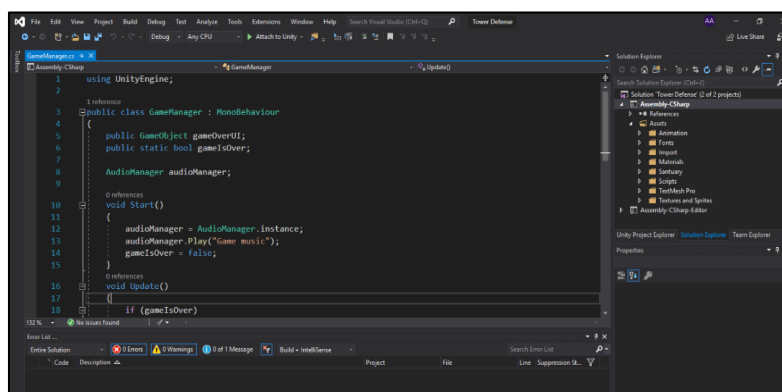 File Edit View Project Build Debug Test Analyze Tools Extensions Window Help Search Visual Studio (Ctrl+Q) Tower Defense AA
Debug Any CPU Attach to Unity Live Share
Toolbox
GameManager.cs
Assembly-CSharp GameManager Update()
1 using UnityEngine;
2
1 reference
3 public class GameManager : MonoBehaviour
4 {
5 public GameObject gameOverUI;
6 public static bool gameIsOver;
7
8 AudioManager audioManager;
9
0 references
10 void Start()
11 {
12 audioManager = AudioManager.instance;
13 audioManager.Play("Game music");
14 gameIsOver = false;
15 }
0 references
16 void Update()
17 {
18 if (gameIsOver)
132 % No issues found
Error List ...
Entire Solution 0 Errors 0 Warnings 0 of 1 Message Build + IntelliSense Search Error List
Code Description Project File Line Suppression St...
Solution Explorer
Search Solution Explorer (Ctrl+;)
Solution 'Tower Defense' (2 of 2 projects)
Assembly-CSharp
References
Assets
Animation
Fonts
Import
Materials
Santuary
Scripts
TextMesh Pro
Textures and Sprites
Assembly-CSharp-Editor
Unity Project Explorer Solution Explorer Team Explorer
Properties